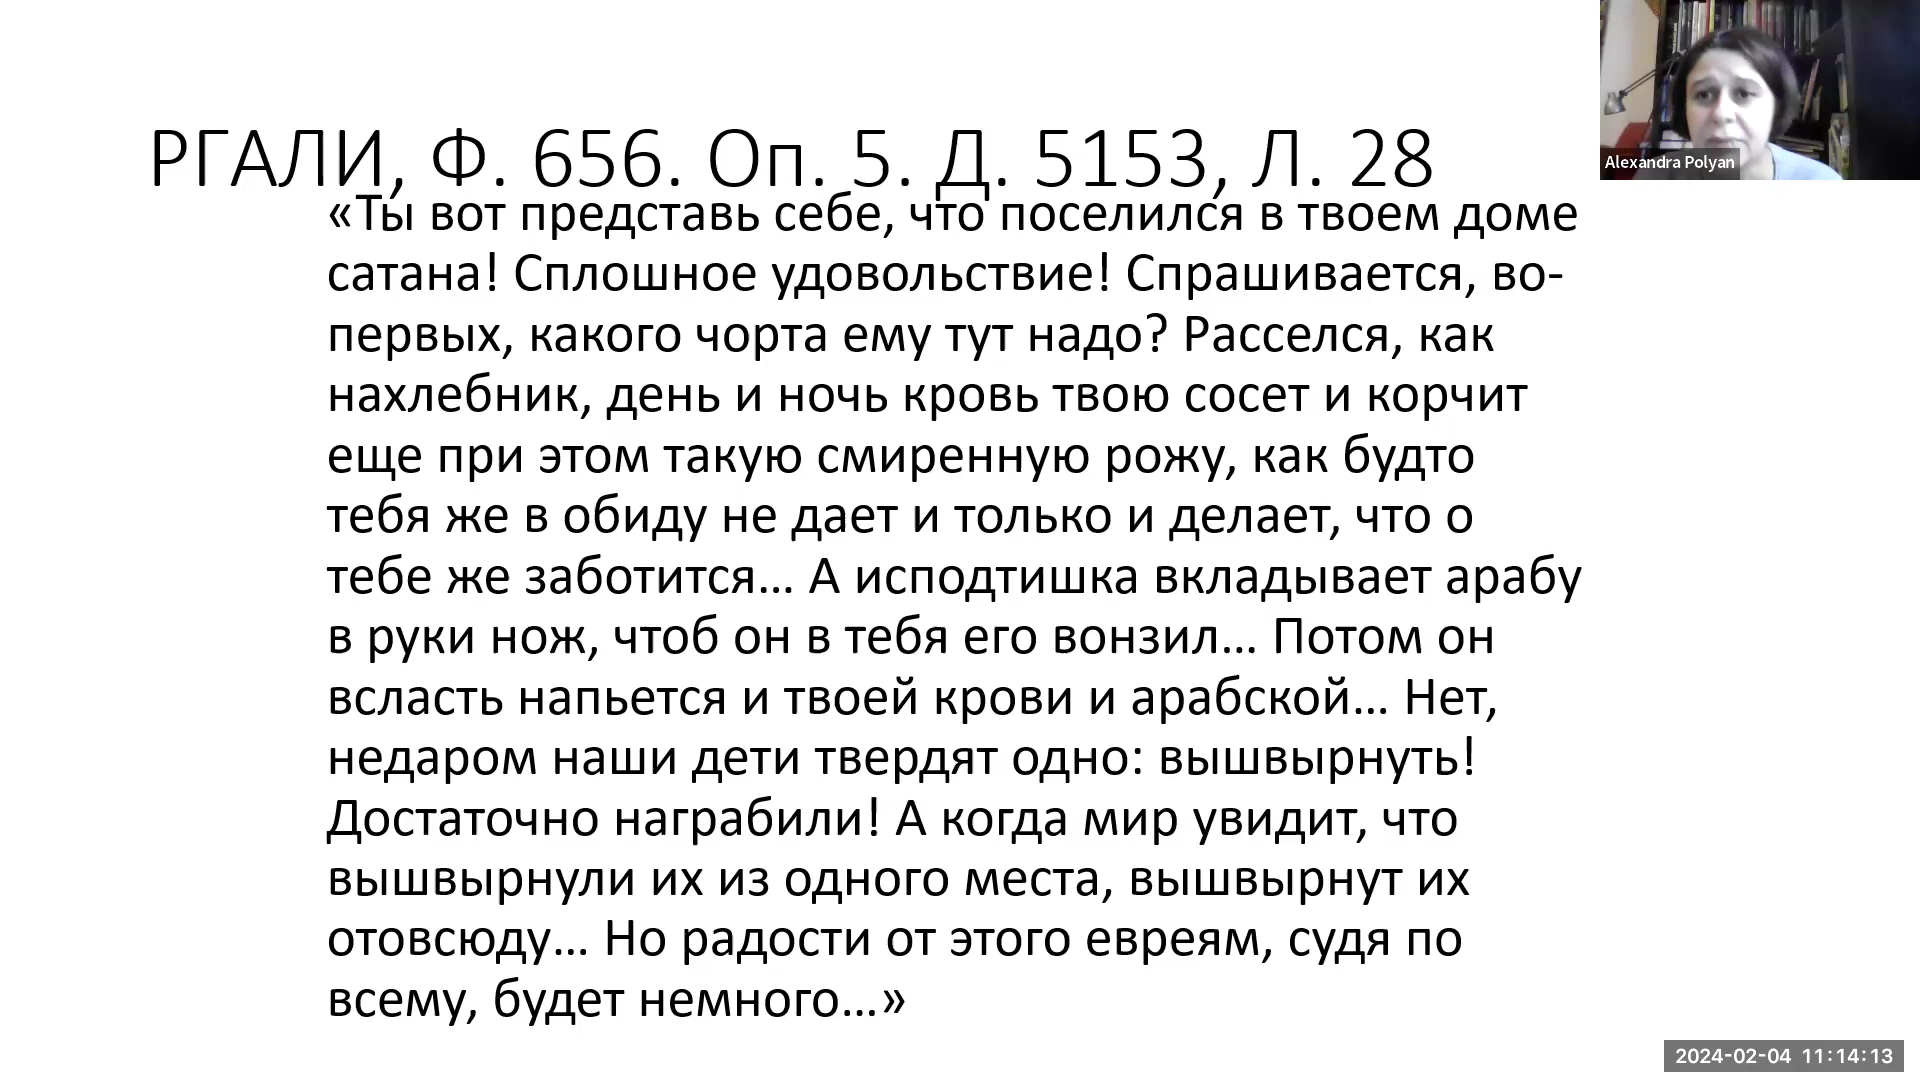 РГАЛИ, Ф. 656. Оп. 5. Д. 5153, Л. 28
«Ты вот представь себе, что поселился в твоем доме
сатана! Сплошное удовольствие! Спрашивается, во-
первых, какого чорта ему тут надо? Расселся, как
нахлебник, день и ночь кровь твою сосет и корчит
еще при этом такую смиренную рожу, как будто
тебя же в обиду не дает и только и делает, что о
тебе же заботится... А исподтишка вкладывает арабу
в руки нож, чтоб он в тебя его вонзил... Потом он
всласть напьется и твоей крови и арабской... Нет,
недаром наши дети твердят одно: вышвырнуть!
Достаточно награбили! А когда мир увидит, что
вышвырнули их из одного места, вышвырнут их
отовсюду... Но радости от этого евреям, судя по
всему, будет немного...»
Alexandra Polyan
2024-02-04 11:14:13